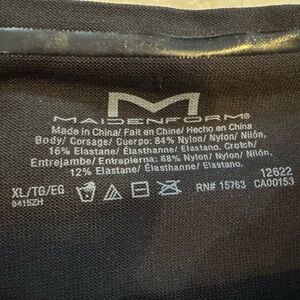 M
MAIDENFORM®
Made in China/ Fait en Chine/ Hecho en China
Body/ Corsage/ Cuerpo: 84% Nylon/ Nylon/ Nilón,
16% Elastane/ Élasthanne/ Elastano. Crotch/
Entrejambe/ Entrepierna: 88% Nylon/ Nylon/ Nilón,
12% Elastane/ Élasthanne/ Elastano.
12622
XL/TG/EG
RN# 15763 CA00153
9415ZH